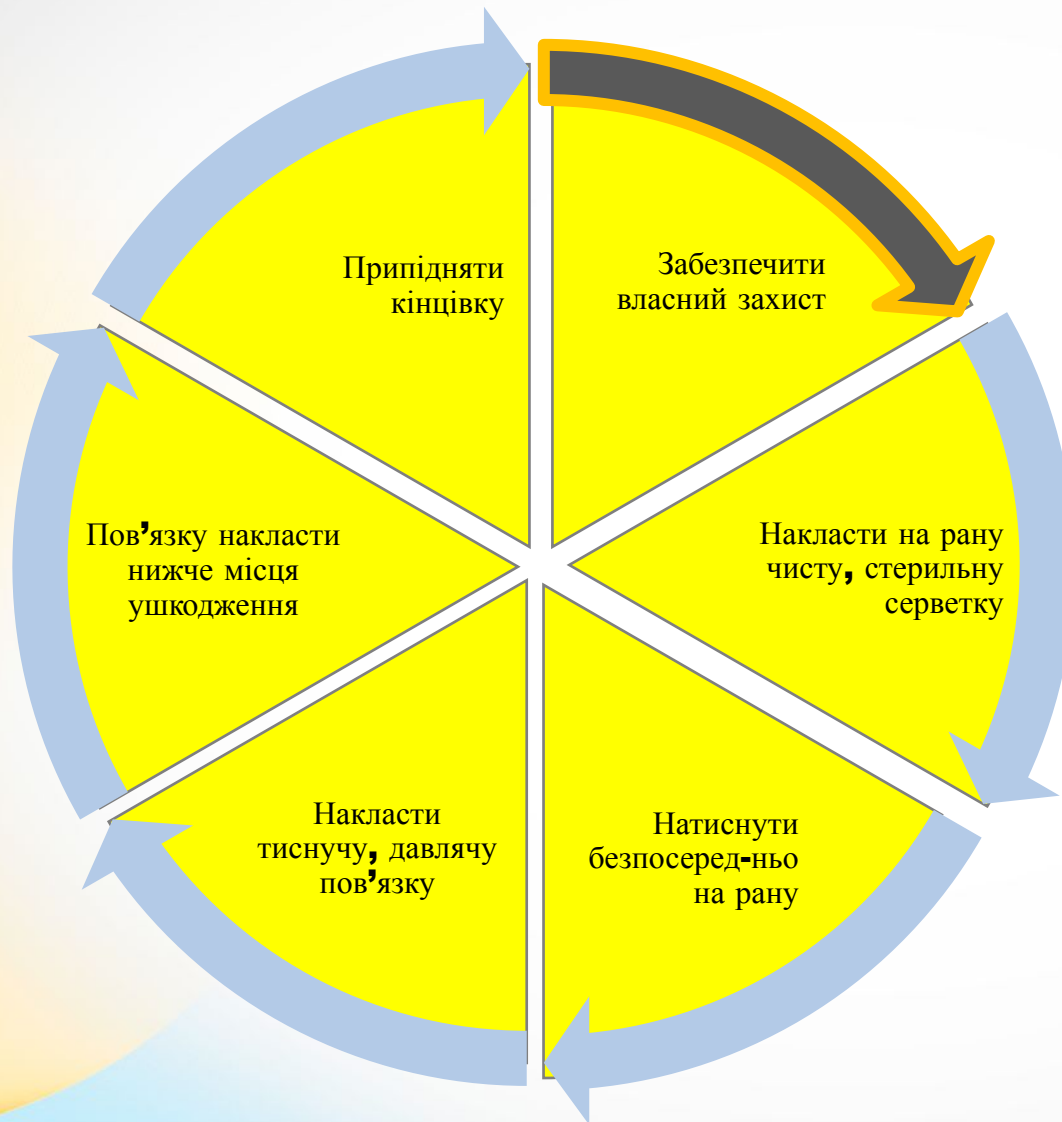 Забезпечити
власний захист
Накласти на рану
чисту, стерильну
серветку
Натиснути
безпосеред-ньо
на рану
Накласти
тиснучу, давлячу
пов’язку
Пов’язку накласти
нижче місця
ушкодження
Припідняти
кінцівку